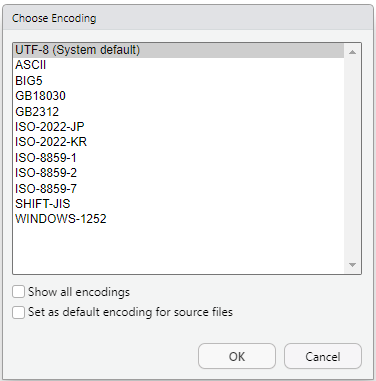 Choose Encoding
UTF-8 (System default)
ASCII
BIG5
GB18030
GB2312
ISO-2022-JP
ISO-2022-KR
ISO-8859-1
ISO-8859-2
ISO-8859-7
SHIFT-JIS
WINDOWS-1252
Show all encodings
Set as default encoding for source files
OK Cancel